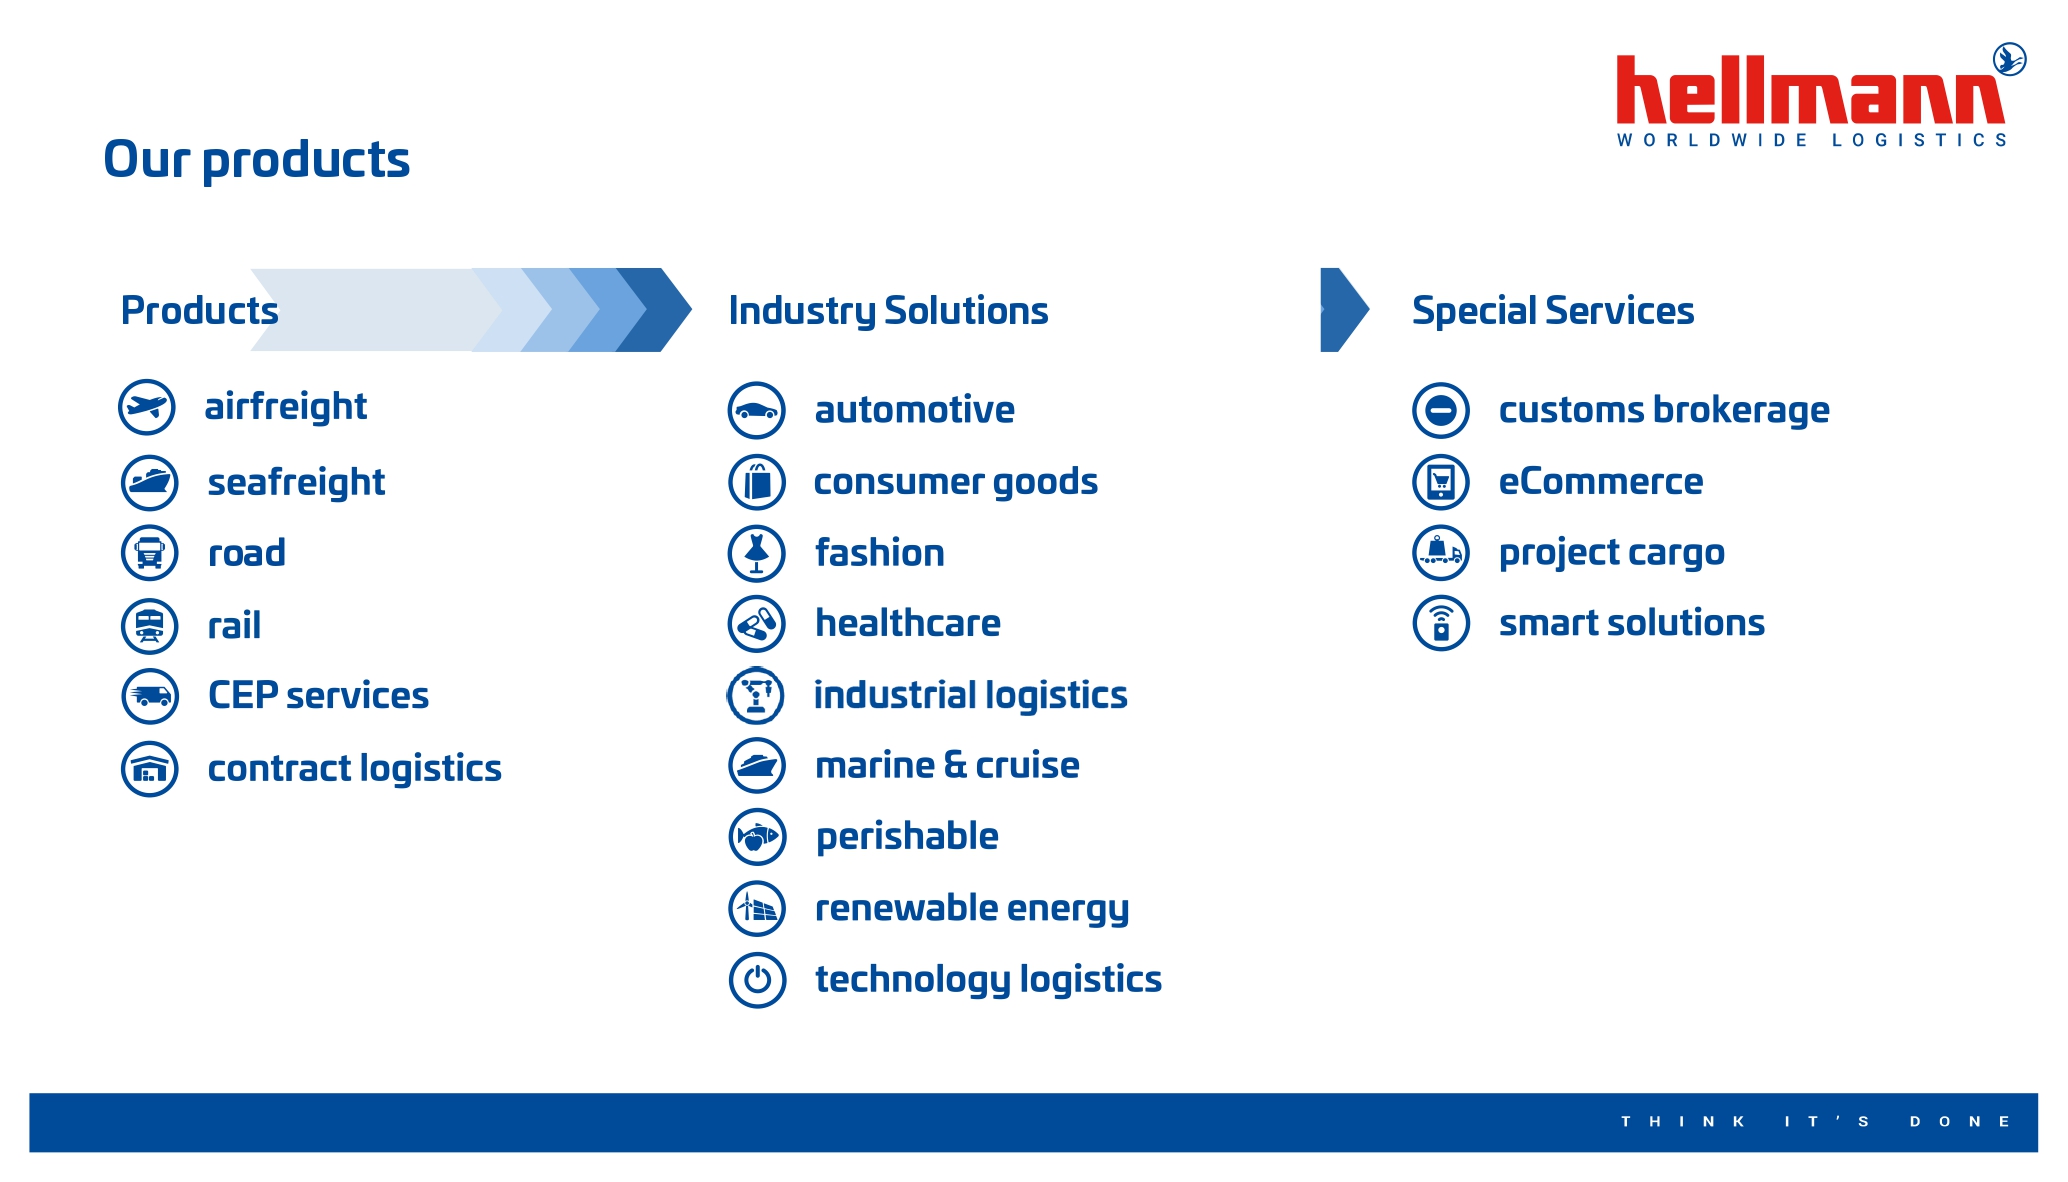 hellmann
WORLDWIDE LOGISTICS
Our products
Products
airfreight
seafreight
road
rail
CEP services
contract logistics
Industry Solutions
automotive
consumer goods
fashion
healthcare
industrial logistics
marine & cruise
perishable
renewable energy
technology logistics
Special Services
customs brokerage
eCommerce
project cargo
smart solutions
THINK IT’S DONE